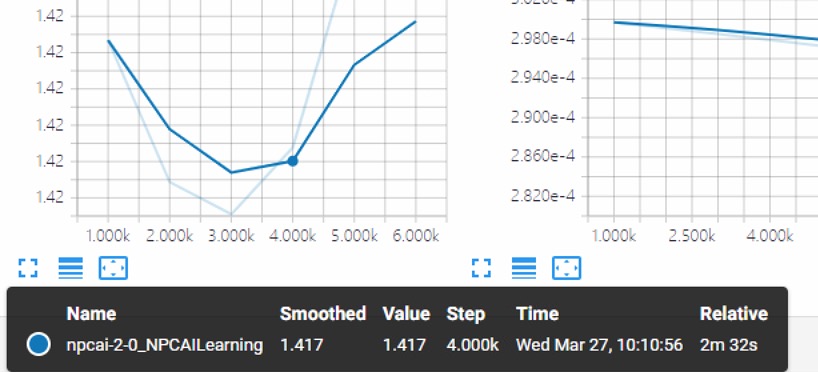 1.42
1.42
1.42
1.42
1.42
1.42
1.000k 2.000k 3.000k 4.000k 5.000k 6.000k
2.980e-4
2.940e-4
2.900e-4
2.860e-4
2.820e-4
1.000k 2.500k 4.000k
Name Smoothed Value Step Time Relative
npcai-2-0_NPCAILearning 1.417 1.417 4.000k Wed Mar 27, 10:10:56 2m 32s